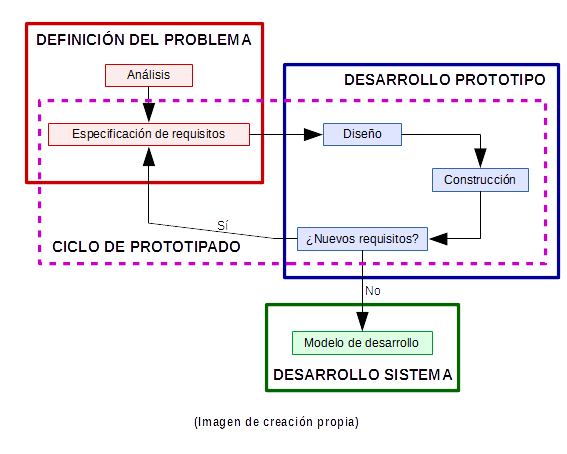 DEFINICIÓN DEL PROBLEMA
Análisis
DESARROLLO PROTOTIPO
Especificación de requisitos
Diseño
Construcción
Sí
¿Nuevos requisitos?
CICLO DE PROTOTIPADO
No
Modelo de desarrollo
DESARROLLO SISTEMA
(Imagen de creación propia)